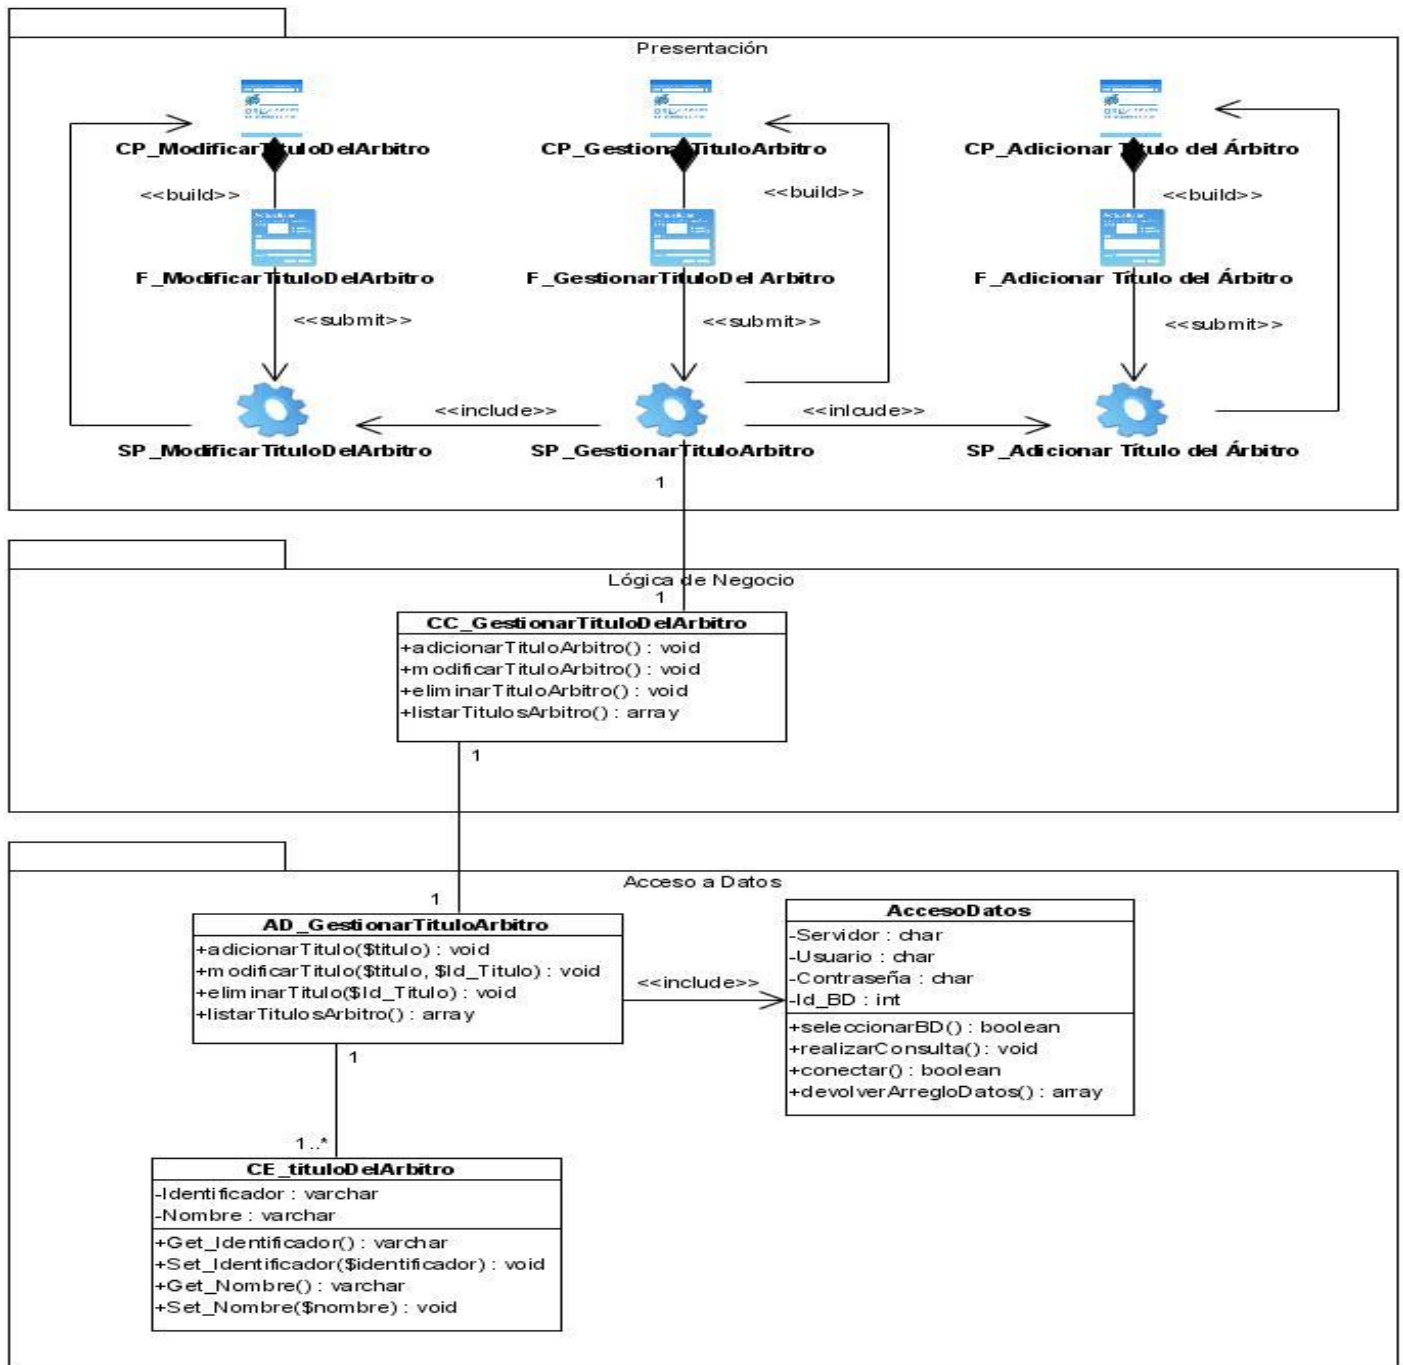 Presentación
CP_ModificarTituloDelArbitro
CP_GestionarTituloArbitro
CP_Adicionar Título del Árbitro
<<build>>
<<build>>
<<build>>
F_ModificarTituloDelArbitro
F_GestionarTituloDel Arbitro
F_Adicionar Título del Árbitro
<<submit>>
<<submit>>
<<submit>>
<<include>>
<<inlcude>>
SP_ModificarTituloDelArbitro
SP_GestionarTituloArbitro
SP_Adicionar Título del Árbitro
1
Lógica de Negocio
1
CC_GestionarTituloDelArbitro
+adicionarTituloArbitro() : void
+modificarTituloArbitro() : void
+eliminarTituloArbitro() : void
+listarTitulosArbitro() : array
1
Acceso a Datos
1
AD_GestionarTituloArbitro
+adicionarTitulo($titulo) : void
+modificarTitulo($titulo, $Id_Titulo) : void
+eliminarTitulo($Id_Titulo) : void
+listarTitulosArbitro() : array
<<include>>
AccesoDatos
-Servidor : char
-Usuario : char
-Contraseña : char
-Id_BD : int
+seleccionarBD() : boolean
+realizarConsulta() : void
+conectar() : boolean
+devolverArregloDatos() : array
1
1..*
CE_tituloDelArbitro
-Identificador : varchar
-Nombre : varchar
+Get_Identificador() : varchar
+Set_Identificador($identificador) : void
+Get_Nombre() : varchar
+Set_Nombre($nombre) : void